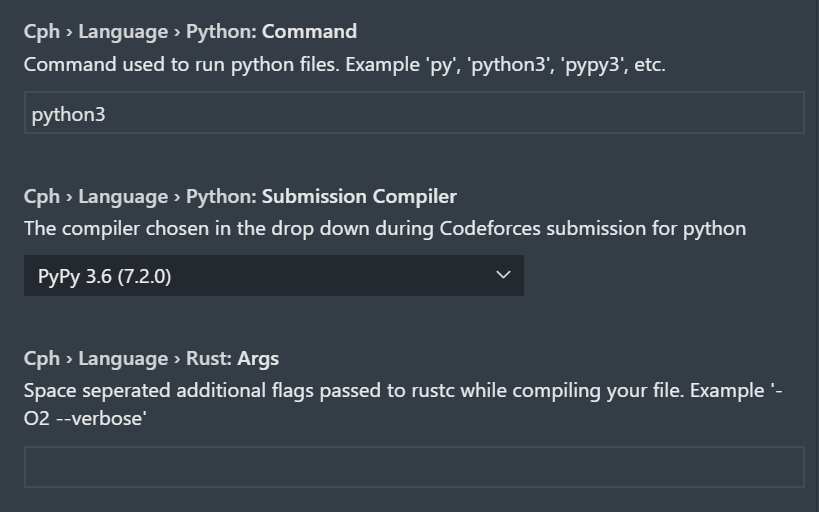 Cph › Language › Python: Command
Command used to run python files. Example 'py', 'python3', 'pypy3', etc.
python3
Cph › Language › Python: Submission Compiler
The compiler chosen in the drop down during Codeforces submission for python
PyPy 3.6 (7.2.0)
Cph › Language › Rust: Args
Space seperated additional flags passed to rustc while compiling your file. Example '-
O2 --verbose'